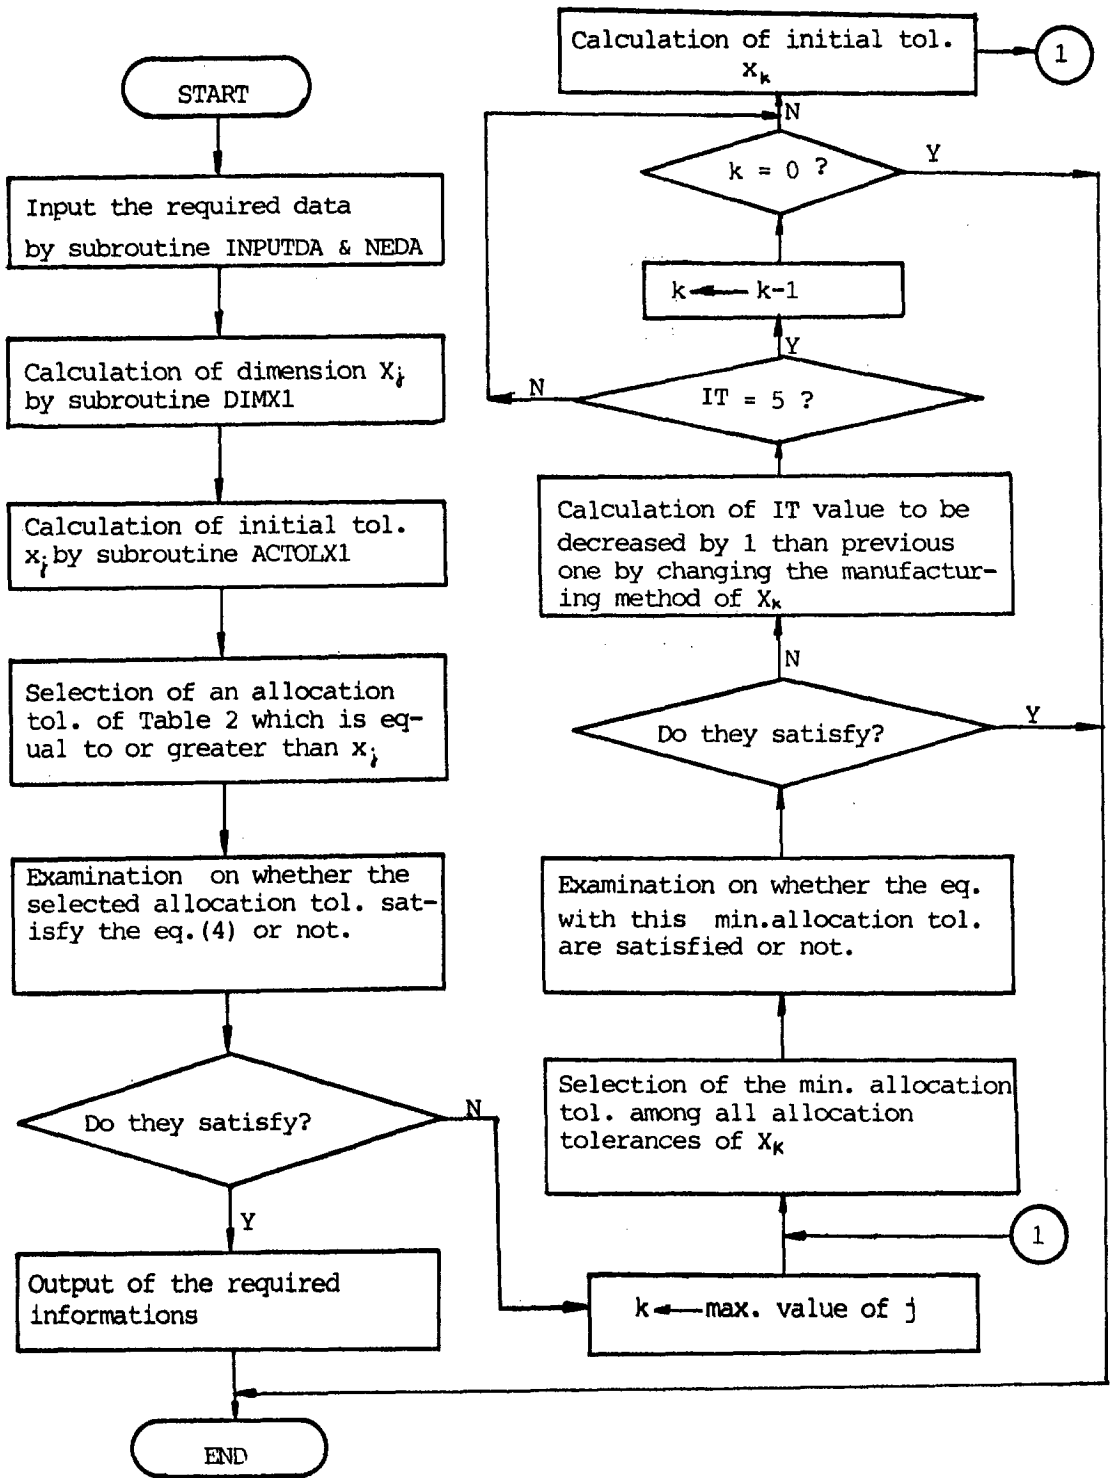 START
Input the required data
by subroutine INPUTDA & NEDA
Calculation of dimension Xj
by subroutine DIMX1
Calculation of initial tol.
xj by subroutine ACTOLX1
Selection of an allocation
tol. of Table 2 which is eq-
ual to or greater than xj
Examination on whether the
selected allocation tol. sat-
isfy the eq.(4) or not.
Do they satisfy?
N
Y
Output of the required
informations
END
k ← max. value of j
1
Selection of the min. allocation
tol. among all allocation
tolerances of XK
Examination on whether the eq.
with this min.allocation tol.
are satisfied or not.
Do they satisfy?
Y
N
Calculation of IT value to be
decreased by 1 than previous
one by changing the manufactur-
ing method of Xk
IT = 5 ?
N
Y
k ← k-1
k = 0 ?
Y
N
Calculation of initial tol.
xk
1